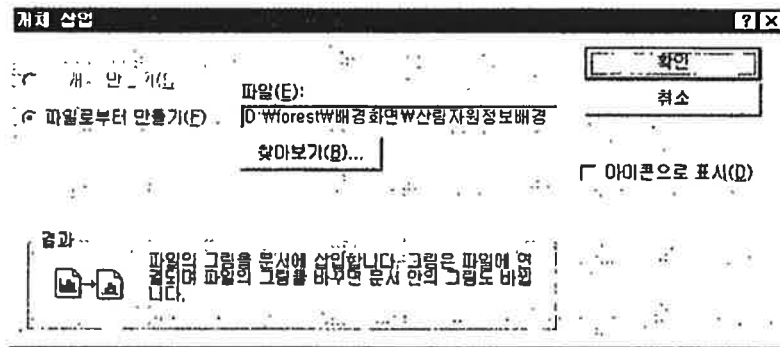 개체 삽입
확인
만들기(
파일(E):
취소
파일로부터 만들기(F)
D:\forest\배경화면\산림자원정보배경
찾아보기(B)...
아이콘으로 표시(D)
결과
파일의 그림을 문서에 삽입합니다. 그림은 파일에 연
결되며 파일의 그림을 바꾸면 문서 안의 그림도 바뀝
니다.